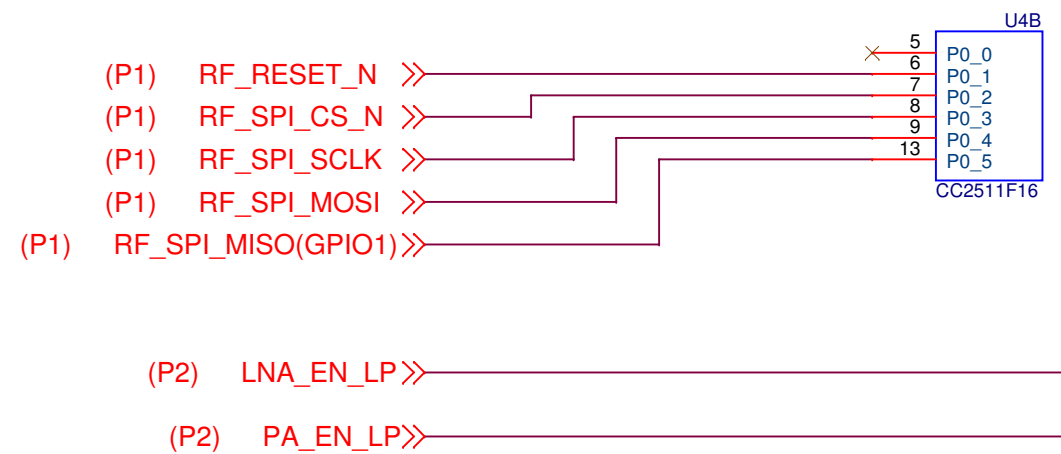 U4B
5 P0_0
(P1) RF_RESET_N 6 P0_1
7 P0_2
(P1) RF_SPI_CS_N 8 P0_3
9 P0_4
(P1) RF_SPI_SCLK 13 P0_5
CC2511F16
(P1) RF_SPI_MOSI
(P1) RF_SPI_MISO(GPIO1)
(P2) LNA_EN_LP
(P2) PA_EN_LP